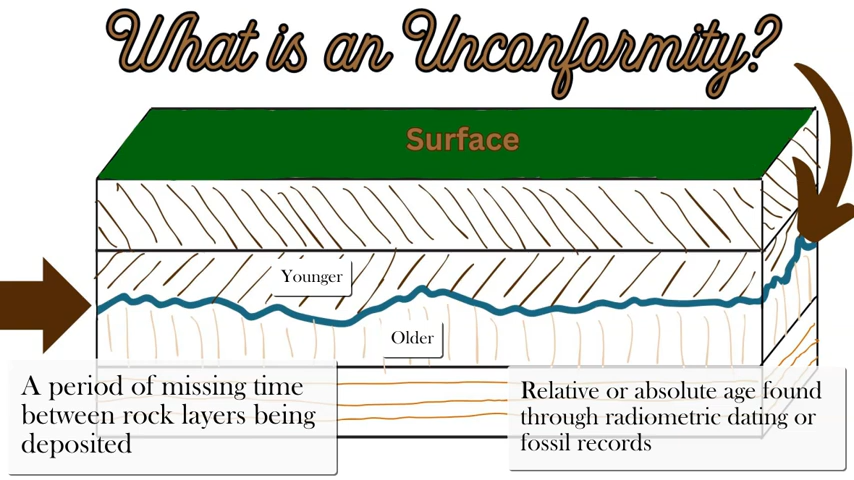 What is an Unconformity?
Surface
Younger
Older
A period of missing time
between rock layers being
deposited
Relative or absolute age found
through radiometric dating or
fossil records